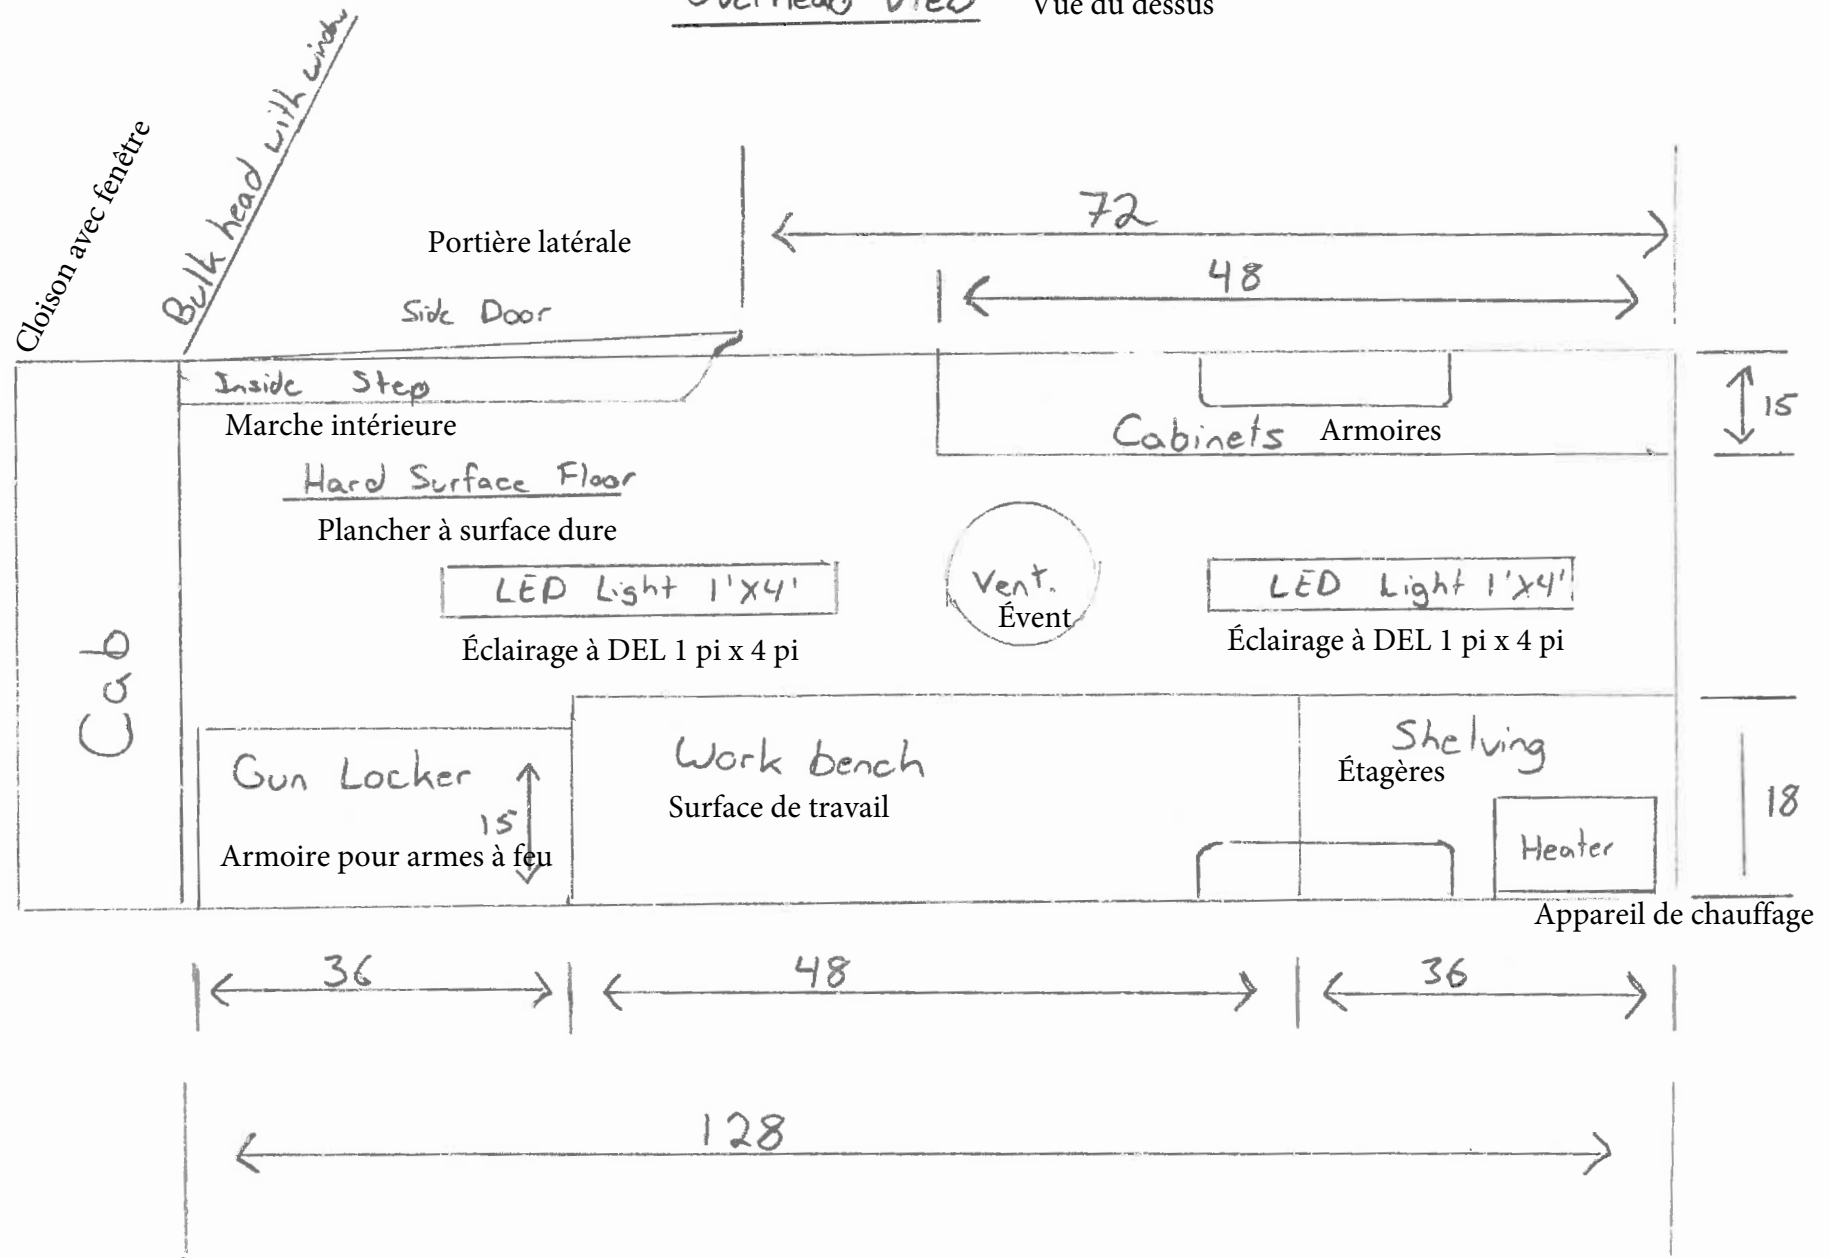 Overhead View Vue du dessus
Cloison avec fenêtre
Bulk head with window
Portière latérale
Side Door
72
48
Inside Step
Marche intérieure
15
Cabinets Armoires
Hard Surface Floor
Plancher à surface dure
LED Light 1'X4'
Éclairage à DEL 1 pi x 4 pi
Vent.
Évent
LED Light 1'X4'
Éclairage à DEL 1 pi x 4 pi
Cab
Gun Locker
15
Armoire pour armes à feu
Work bench
Surface de travail
Shelving
Étagères
18
Heater
Appareil de chauffage
36
48
36
128